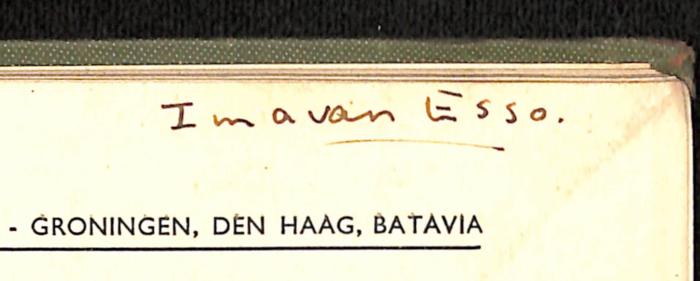 Ima van Esso.
- GRONINGEN, DEN HAAG, BATAVIA